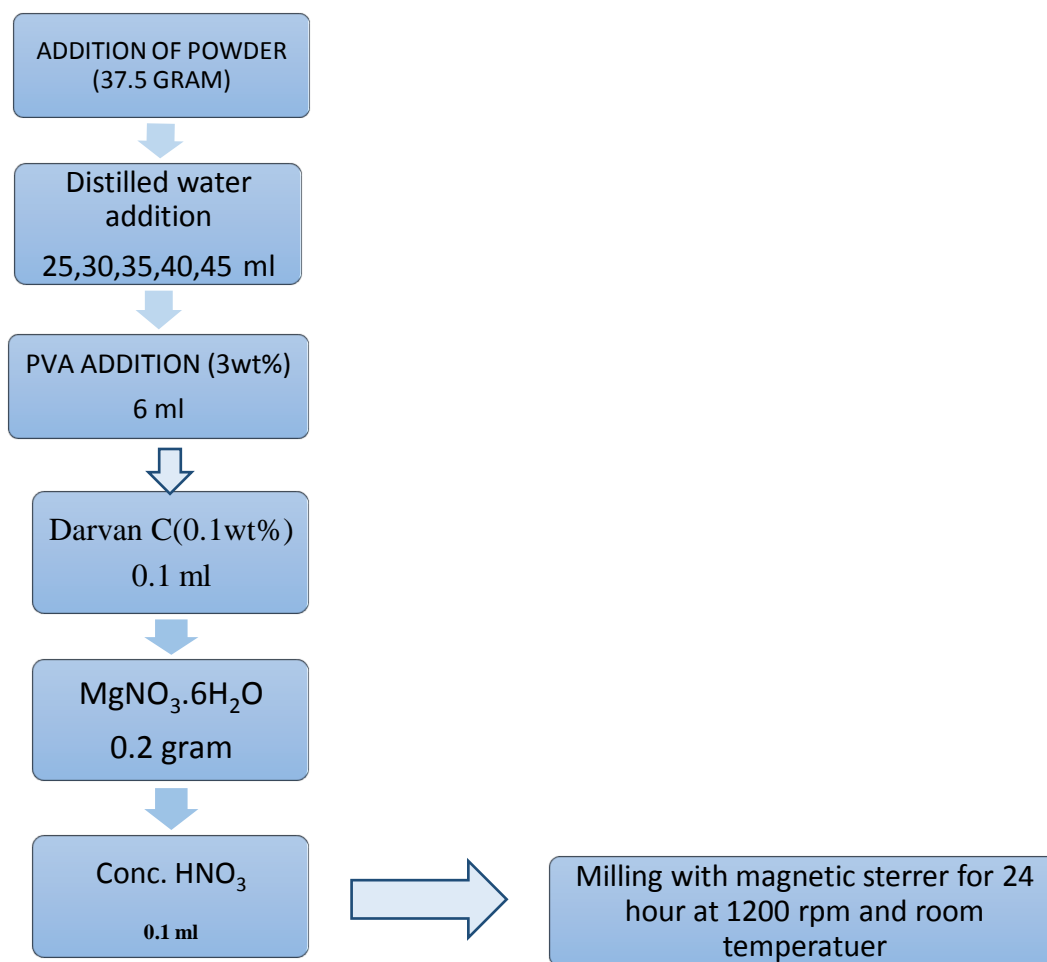 ADDITION OF POWDER
(37.5 GRAM)
Distilled water
addition
25,30,35,40,45 ml
PVA ADDITION (3wt%)
6 ml
Darvan C(0.1wt%)
0.1 ml
MgNO₃.6H₂O
0.2 gram
Conc. HNO₃
0.1 ml
Milling with magnetic sterrer for 24
hour at 1200 rpm and room
temperatuer